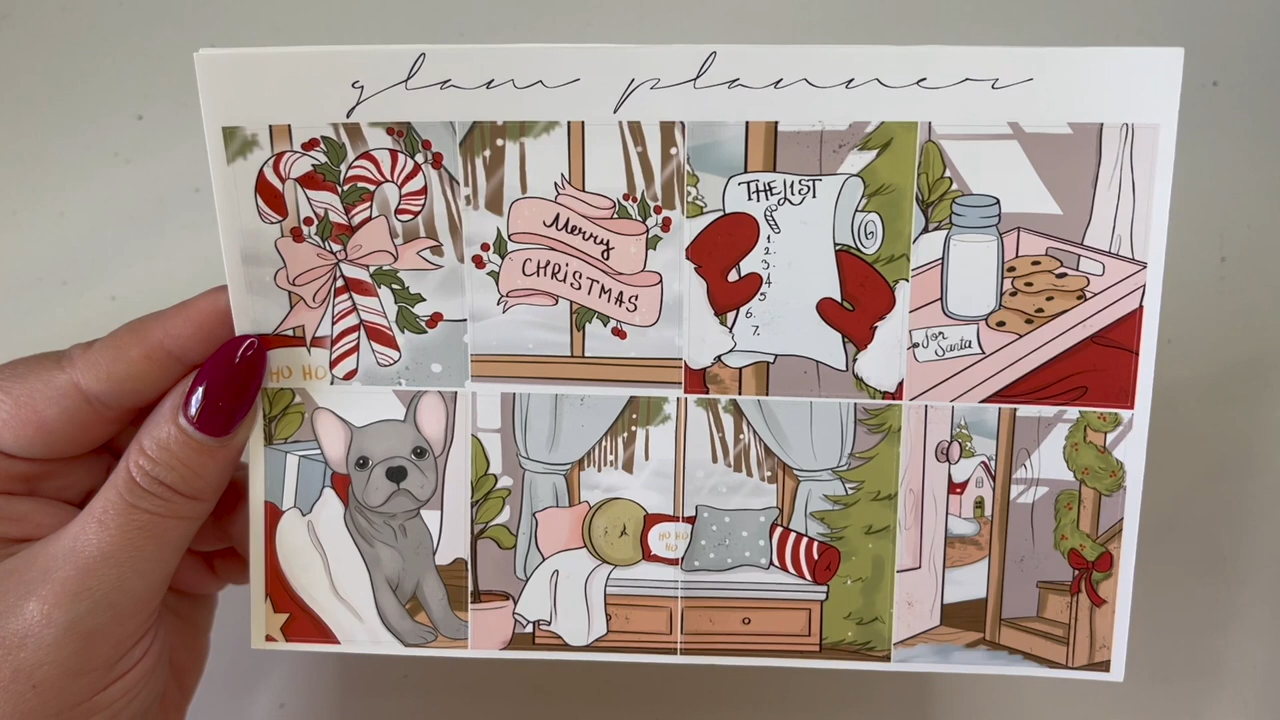 glam planner
Merry
CHRISTMAS
THE LIST
1.
2.
3.
4
5
6.
7.
for
Santa
HO HO
HO HO
HO